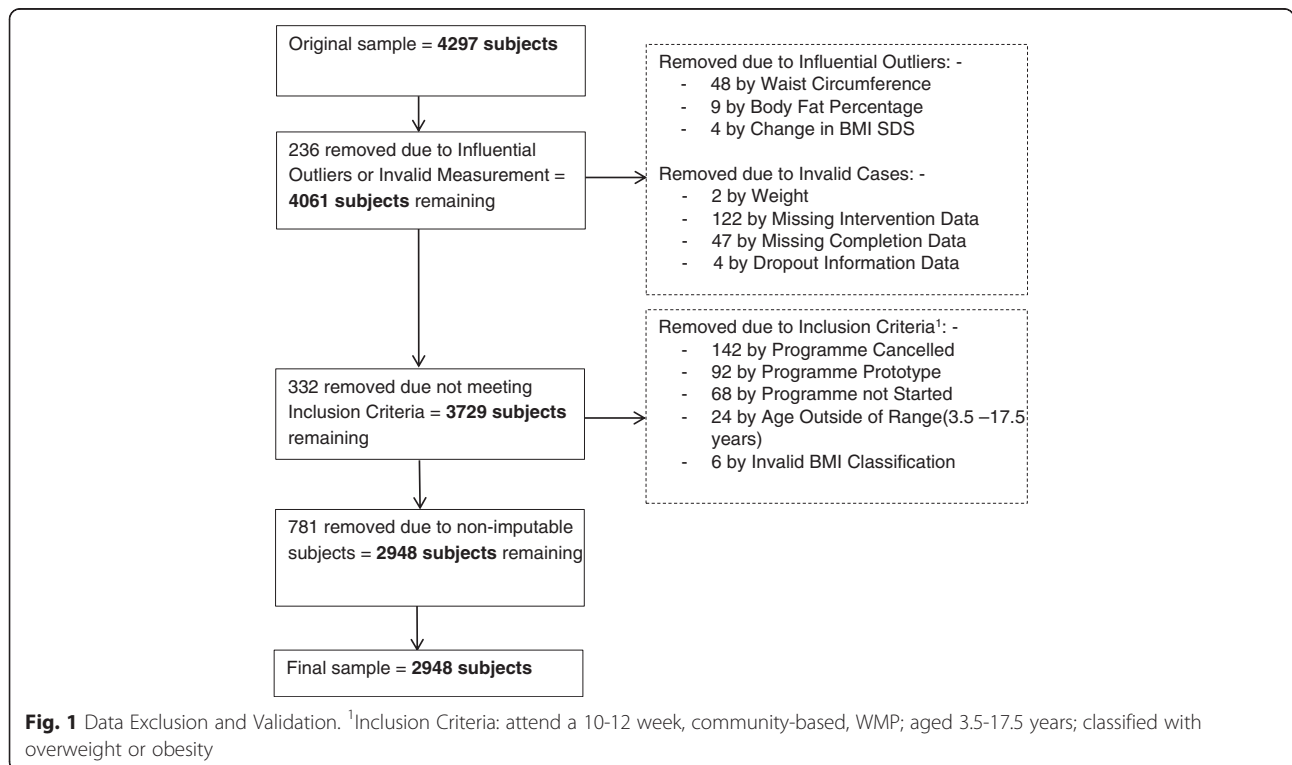 Original sample = 4297 subjects
236 removed due to Influential
Outliers or Invalid Measurement =
4061 subjects remaining
Removed due to Influential Outliers: -
- 48 by Waist Circumference
- 9 by Body Fat Percentage
- 4 by Change in BMI SDS
Removed due to Invalid Cases: -
- 2 by Weight
- 122 by Missing Intervention Data
- 47 by Missing Completion Data
- 4 by Dropout Information Data
332 removed due not meeting
Inclusion Criteria = 3729 subjects
remaining
Removed due to Inclusion Criteria¹: -
- 142 by Programme Cancelled
- 92 by Programme Prototype
- 68 by Programme not Started
- 24 by Age Outside of Range(3.5 –17.5
years)
- 6 by Invalid BMI Classification
781 removed due to non-imputable
subjects = 2948 subjects remaining
Final sample = 2948 subjects
Fig. 1 Data Exclusion and Validation. ¹Inclusion Criteria: attend a 10-12 week, community-based, WMP; aged 3.5-17.5 years; classified with
overweight or obesity